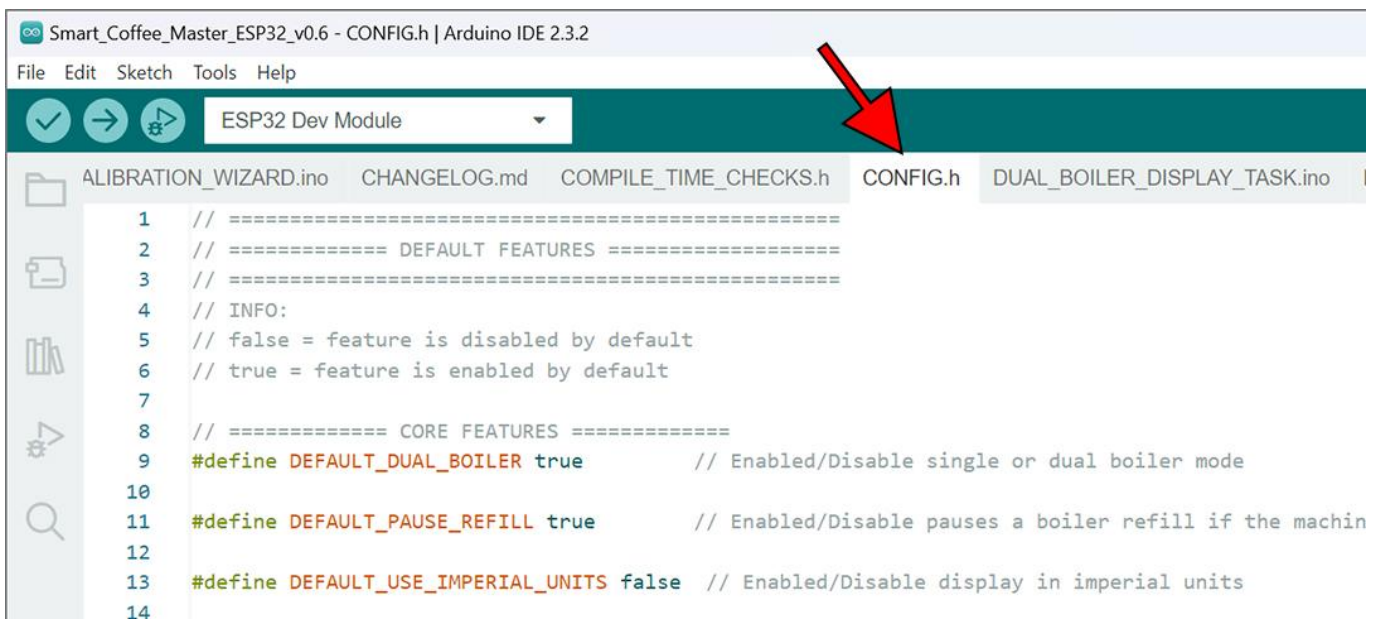 Smart_Coffee_Master_ESP32_v0.6 - CONFIG.h | Arduino IDE 2.3.2
File Edit Sketch Tools Help
ESP32 Dev Module
ALIBRATION_WIZARD.ino CHANGELOG.md COMPILE_TIME_CHECKS.h CONFIG.h DUAL_BOILER_DISPLAY_TASK.ino
1 // ==================================================
2 // ============= DEFAULT FEATURES ===================
3 // ==================================================
4 // INFO:
5 // false = feature is disabled by default
6 // true = feature is enabled by default
7
8 // ============= CORE FEATURES =============
9 #define DEFAULT_DUAL_BOILER true // Enabled/Disable single or dual boiler mode
10
11 #define DEFAULT_PAUSE_REFILL true // Enabled/Disable pauses a boiler refill if the machin
12
13 #define DEFAULT_USE_IMPERIAL_UNITS false // Enabled/Disable display in imperial units
14